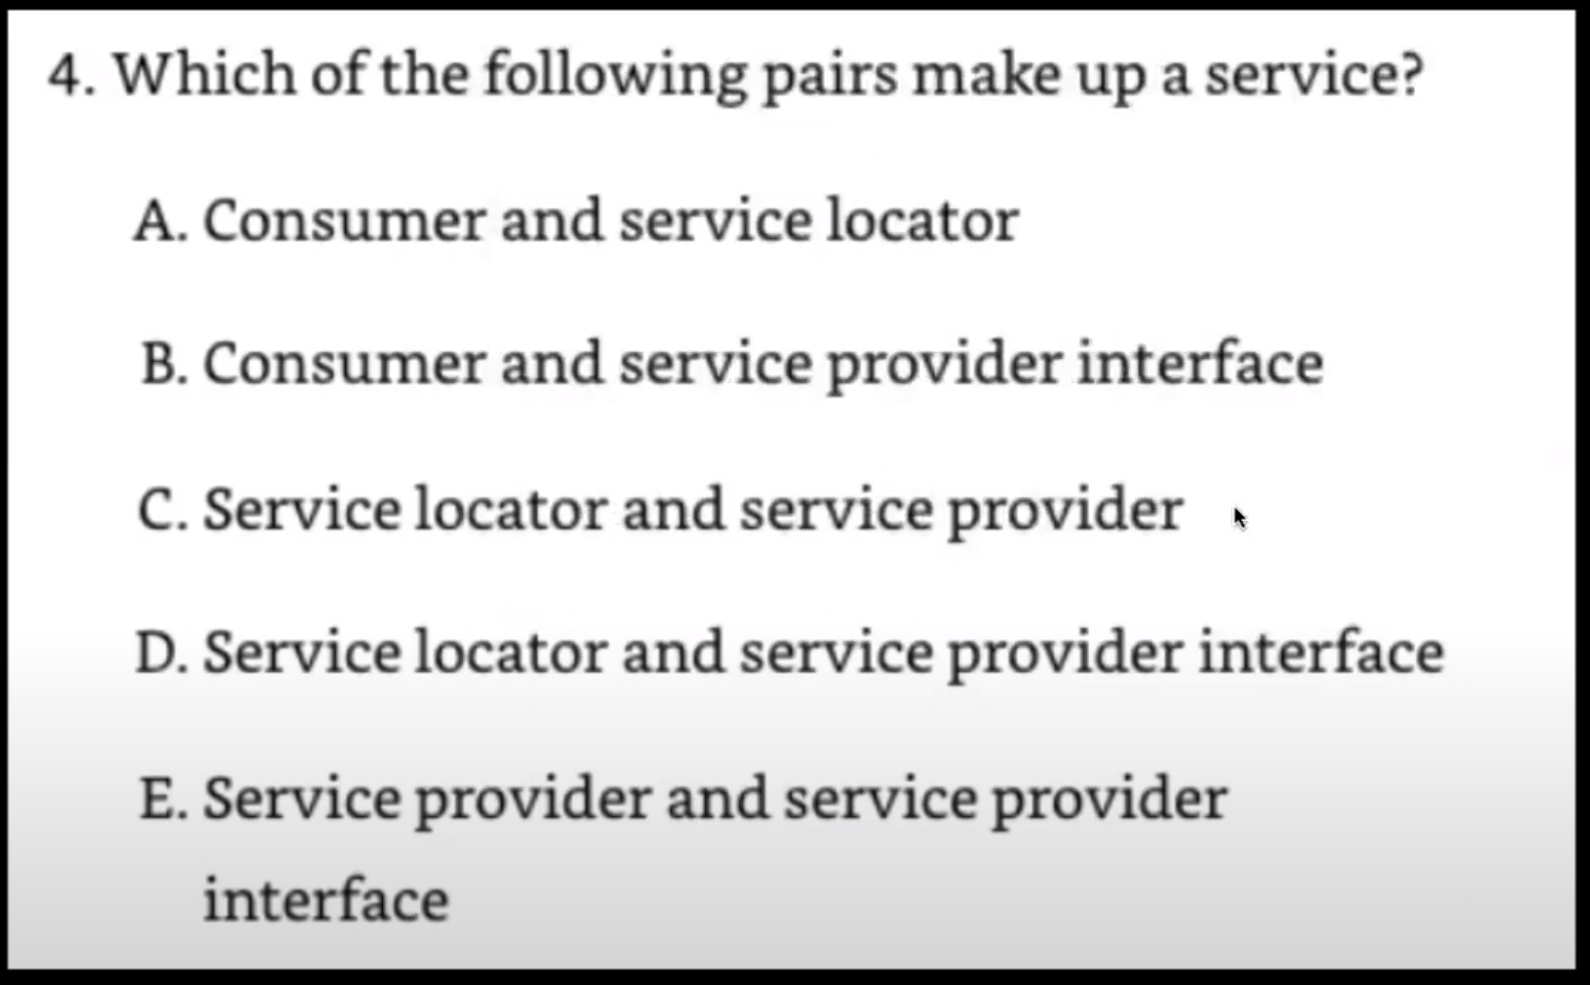 4. Which of the following pairs make up a service?
A. Consumer and service locator
B. Consumer and service provider interface
C. Service locator and service provider
D. Service locator and service provider interface
E. Service provider and service provider
interface